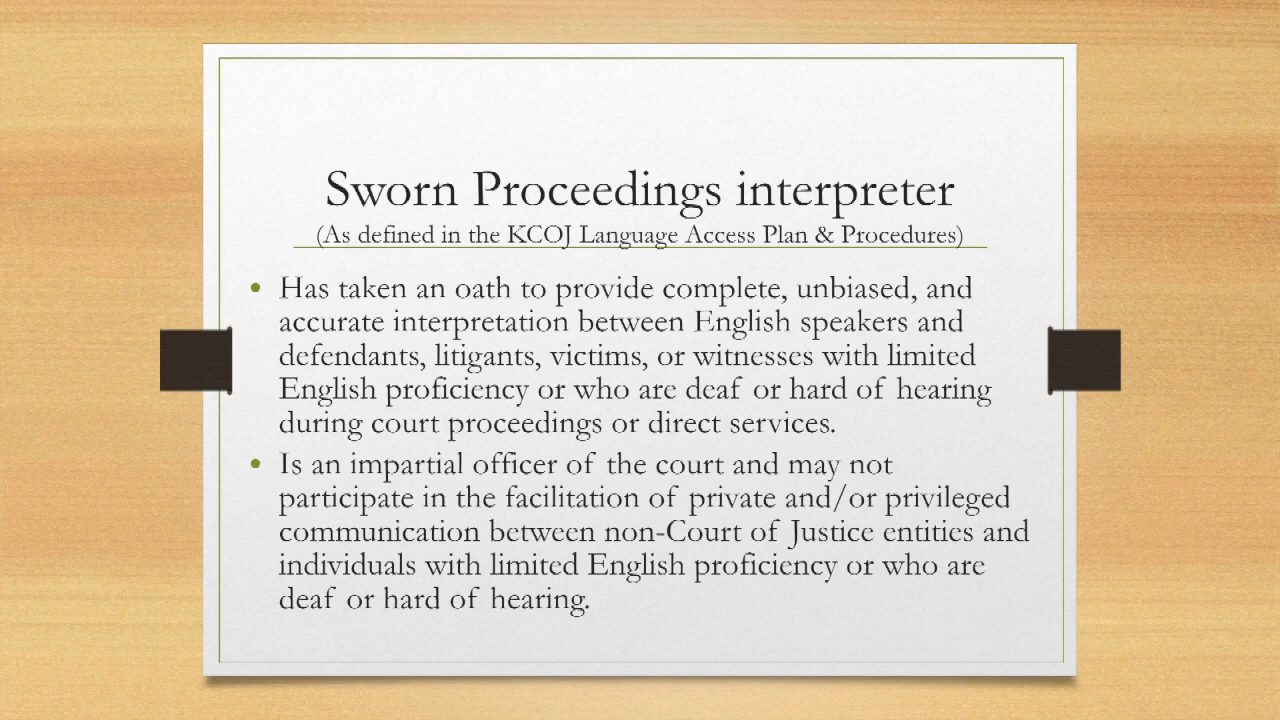 Sworn Proceedings interpreter
(As defined in the KCOJ Language Access Plan & Procedures)
• Has taken an oath to provide complete, unbiased, and
accurate interpretation between English speakers and
defendants, litigants, victims, or witnesses with limited
English proficiency or who are deaf or hard of hearing
during court proceedings or direct services.
• Is an impartial officer of the court and may not
participate in the facilitation of private and/or privileged
communication between non-Court of Justice entities and
individuals with limited English proficiency or who are
deaf or hard of hearing.